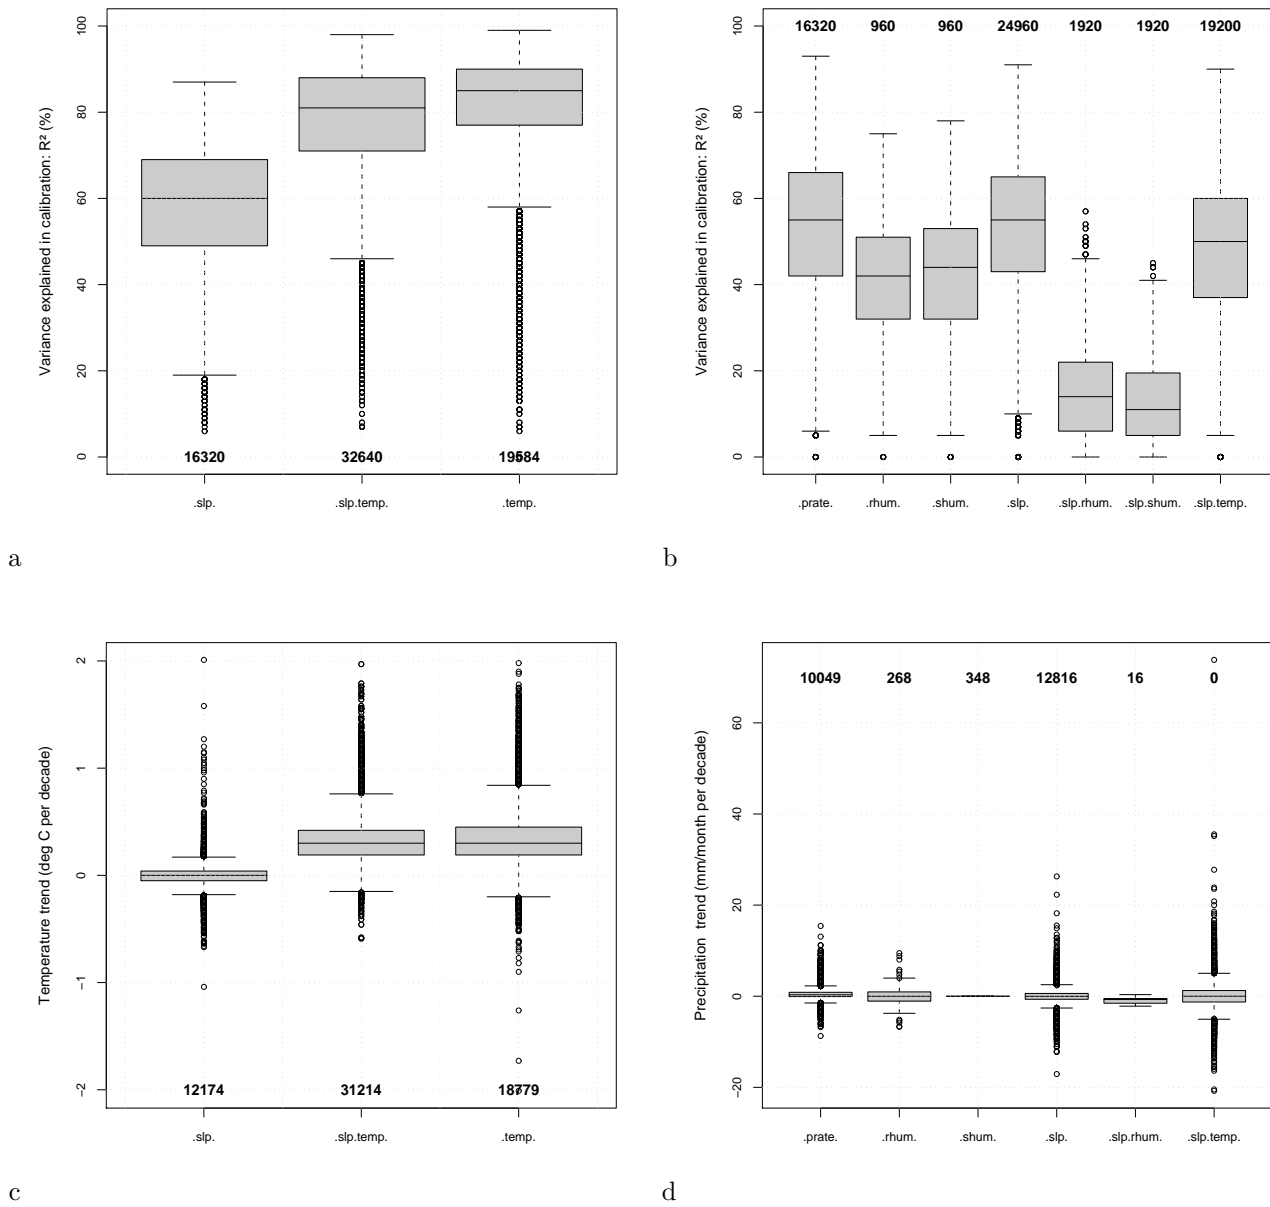 Variance explained in calibration: R² (%)
100
80
60
40
20
0
16320 32640 19584
.slp. .slp.temp. .temp.
a
Variance explained in calibration: R² (%)
100
80
60
40
20
0
16320 960 960 24960 1920 1920 19200
.prate. .rhum. .shum. .slp. .slp.rhum. .slp.shum. .slp.temp.
b
Temperature trend (deg C per decade)
2
1
0
−1
−2
12174 31214 18779
.slp. .slp.temp. .temp.
c
Precipitation trend (mm/month per decade)
60
40
20
0
−20
10049 268 348 12816 16 0
.prate. .rhum. .shum. .slp. .slp.rhum. .slp.temp.
d